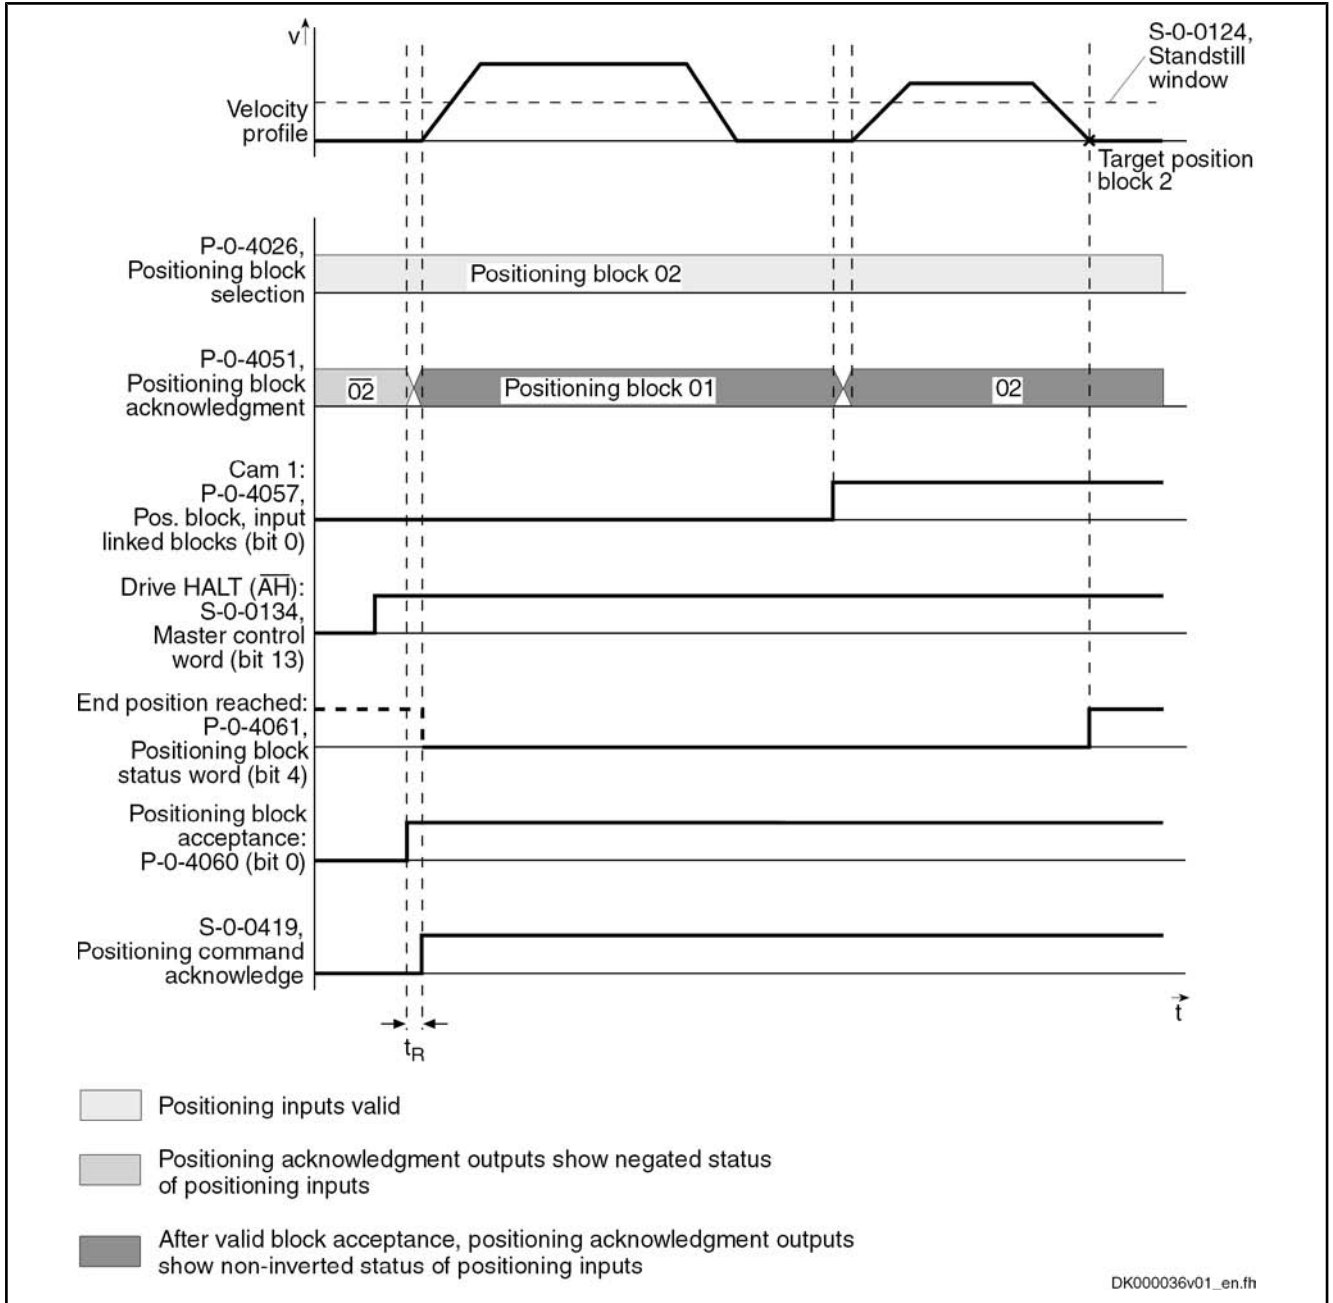 v
S-0-0124,
Standstill
window
Velocity
profile
Target position
block 2
P-0-4026,
Positioning block
selection
Positioning block 02
P-0-4051,
Positioning block
acknowledgment
0̅2̅
Positioning block 01
02
Cam 1:
P-0-4057,
Pos. block, input
linked blocks (bit 0)
Drive HALT (A̅H̅):
S-0-0134,
Master control
word (bit 13)
End position reached:
P-0-4061,
Positioning block
status word (bit 4)
Positioning block
acceptance:
P-0-4060 (bit 0)
S-0-0419,
Positioning command
acknowledge
t
tR
Positioning inputs valid
Positioning acknowledgment outputs show negated status
of positioning inputs
After valid block acceptance, positioning acknowledgment outputs
show non-inverted status of positioning inputs
DK000036v01_en.fh